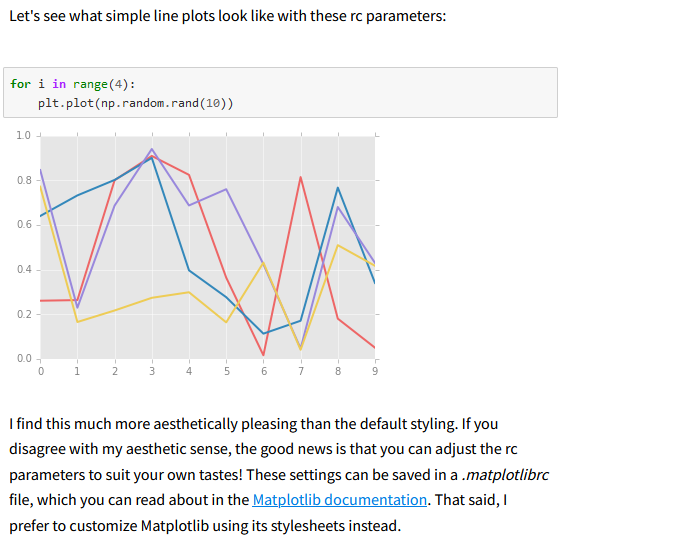 Let's see what simple line plots look like with these rc parameters:
for i in range(4):
    plt.plot(np.random.rand(10))
1.0
0.8
0.6
0.4
0.2
0.0
0 1 2 3 4 5 6 7 8 9
I find this much more aesthetically pleasing than the default styling. If you
disagree with my aesthetic sense, the good news is that you can adjust the rc
parameters to suit your own tastes! These settings can be saved in a .matplotlibrc
file, which you can read about in the Matplotlib documentation. That said, I
prefer to customize Matplotlib using its stylesheets instead.